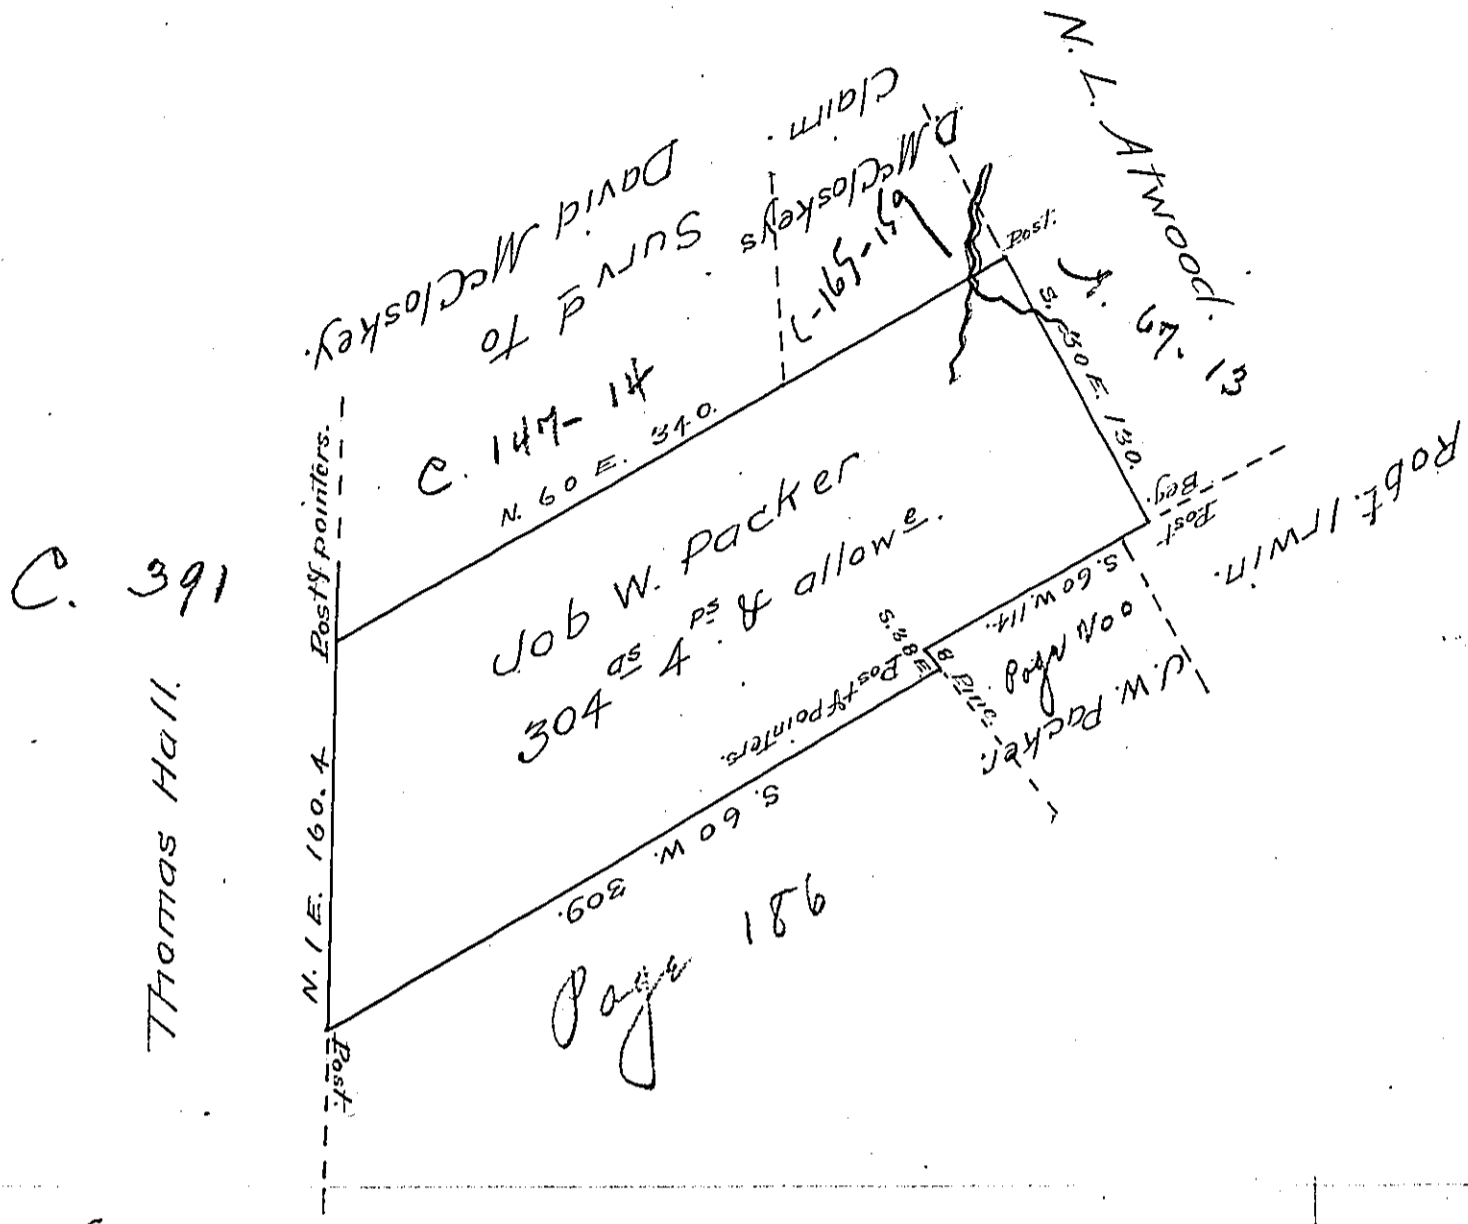 N. L. Atwood.
David McCloskey.
Surv'd to
D. McCloskeys
Claim.
C. 147-14
N. 60 E. 340.
Post.
S. 30 E. 130.
67. 13
Robt. Irwin.
Post
Beg.
S. 60 W. 114.
J. W. Packer.
S. 38 E. 8
Pine
Post & pointers.
S. 60 W. 309.
Page 186
Post.
N. 1 E. 160.4
Post & pointers.
C. 391
Thomas Hall.
Job W. Packer
304 as 4 ps & allowe.